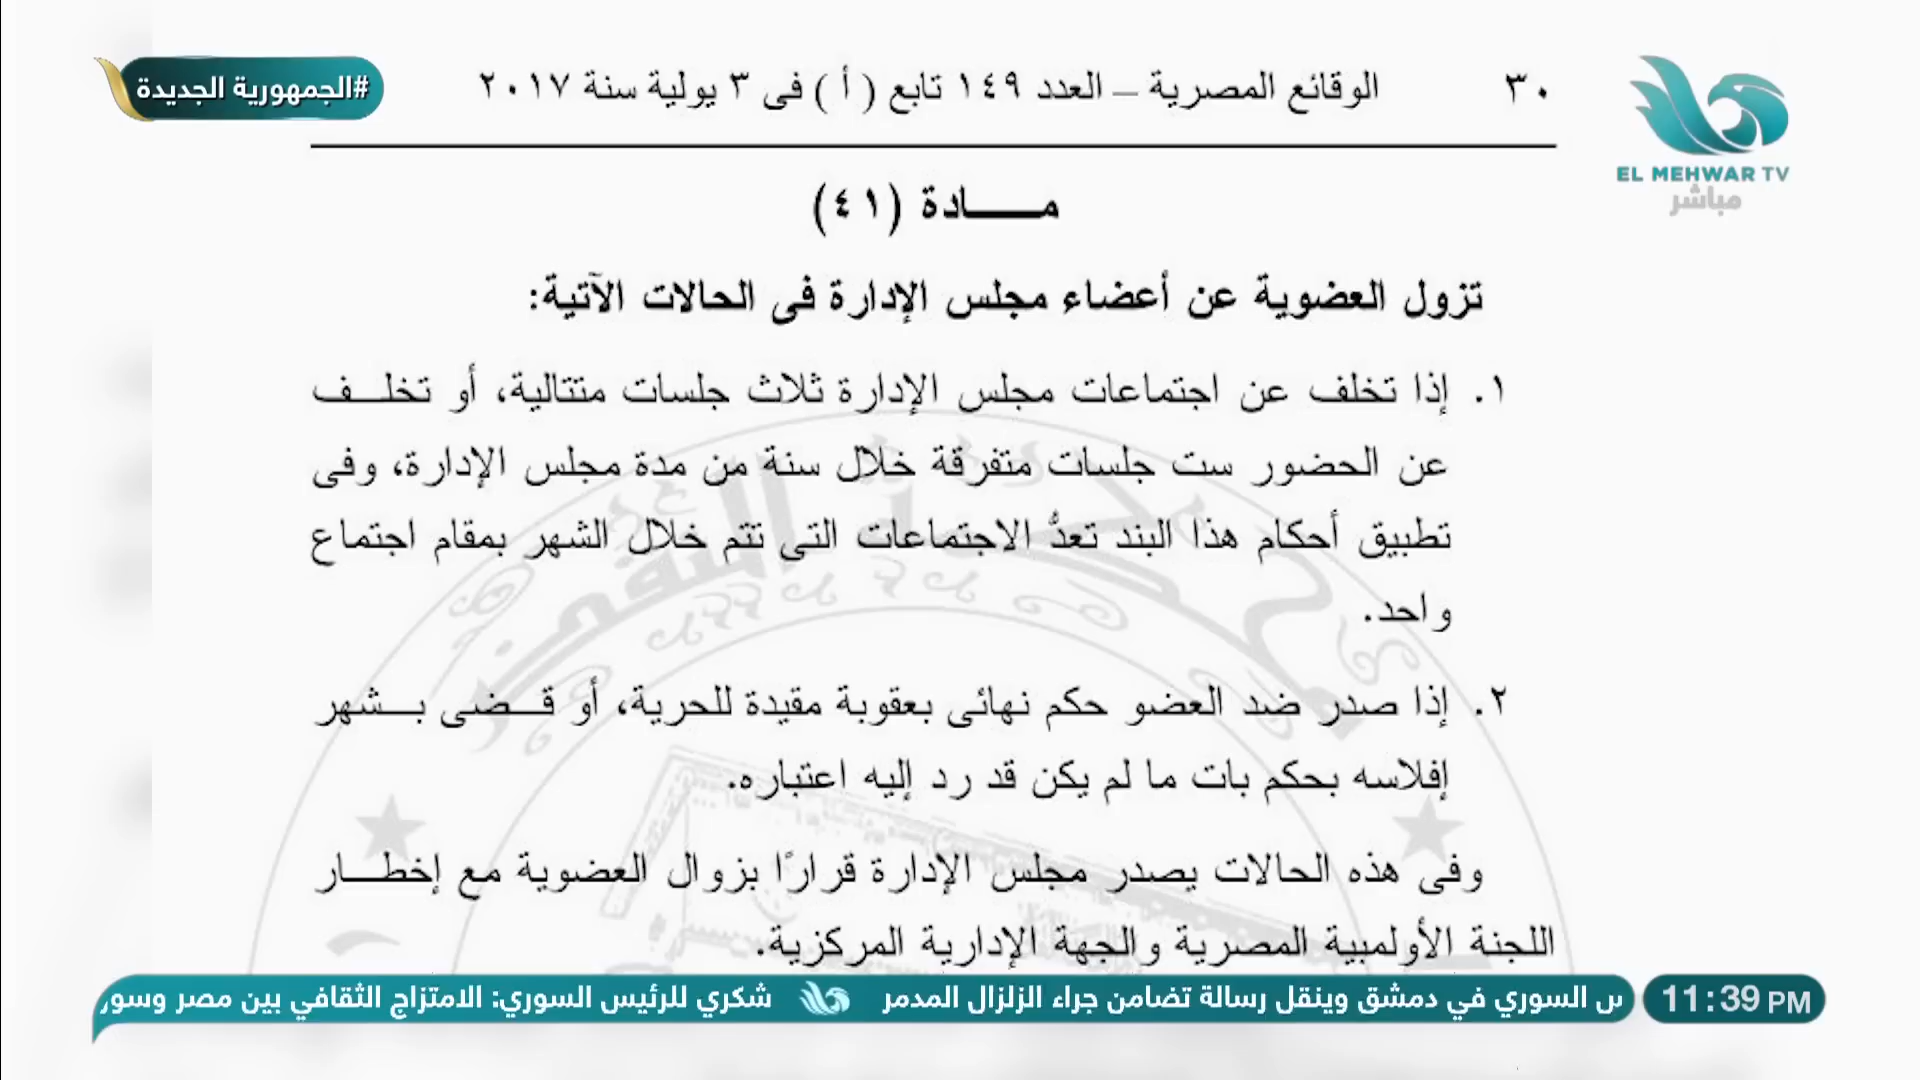 #الجمهورية الجديدة
٣٠ الوقائع المصرية – العدد ١٤٩ تابع ( أ ) فى ٣ يولية سنة ٢٠١٧
EL MEHWAR TV
مباشر
مـــــادة (٤١)
تزول العضوية عن أعضاء مجلس الإدارة فى الحالات الآتية:
١. إذا تخلف عن اجتماعات مجلس الإدارة ثلاث جلسات متتالية، أو تخلـــف
عن الحضور ست جلسات متفرقة خلال سنة من مدة مجلس الإدارة، وفى
تطبيق أحكام هذا البند تعدُّ الاجتماعات التى تتم خلال الشهر بمقام اجتماع
واحد.
٢. إذا صدر ضد العضو حكم نهائى بعقوبة مقيدة للحرية، أو قـــضى بـــشهر
إفلاسه بحكم بات ما لم يكن قد رد إليه اعتباره.
وفى هذه الحالات يصدر مجلس الإدارة قرارًا بزوال العضوية مع إخطـــار
اللجنة الأولمبية المصرية والجهة الإدارية المركزية.
س السوري في دمشق وينقل رسالة تضامن جراء الزلزال المدمر شكري للرئيس السوري: الامتزاج الثقافي بين مصر وسور
11:39 PM